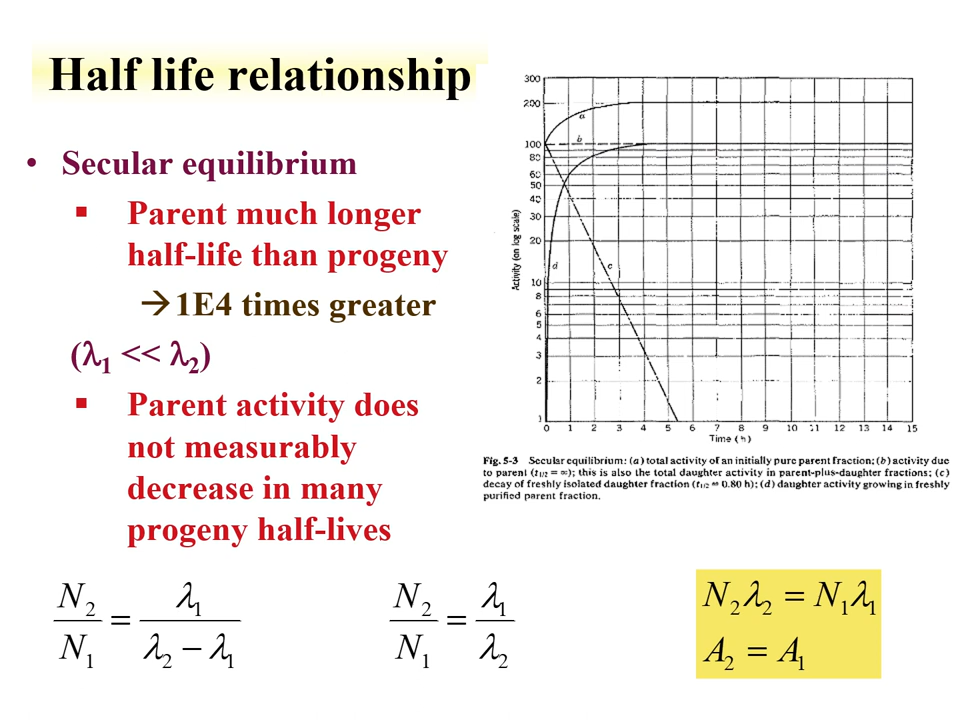 Half life relationship
• Secular equilibrium
▪ Parent much longer
half-life than progeny
→1E4 times greater
(λ₁ << λ₂)
▪ Parent activity does
not measurably
decrease in many
progeny half-lives
N₂/N₁ = λ₁/(λ₂ − λ₁)
N₂/N₁ = λ₁/λ₂
N₂λ₂ = N₁λ₁
A₂ = A₁
Activity (on log scale)
300
200
100
80
60
50
40
30
20
10
8
6
5
4
3
2
1
a
b
c
d
0 1 2 3 4 5 6 7 8 9 10 11 12 13 14 15
Time (h)
Fig. 5-3 Secular equilibrium: (a) total activity of an initially pure parent fraction; (b) activity due
to parent (t₁/₂ = ∞); this is also the total daughter activity in parent-plus-daughter fractions; (c)
decay of freshly isolated daughter fraction (t₁/₂ = 0.80 h); (d) daughter activity growing in freshly
purified parent fraction.